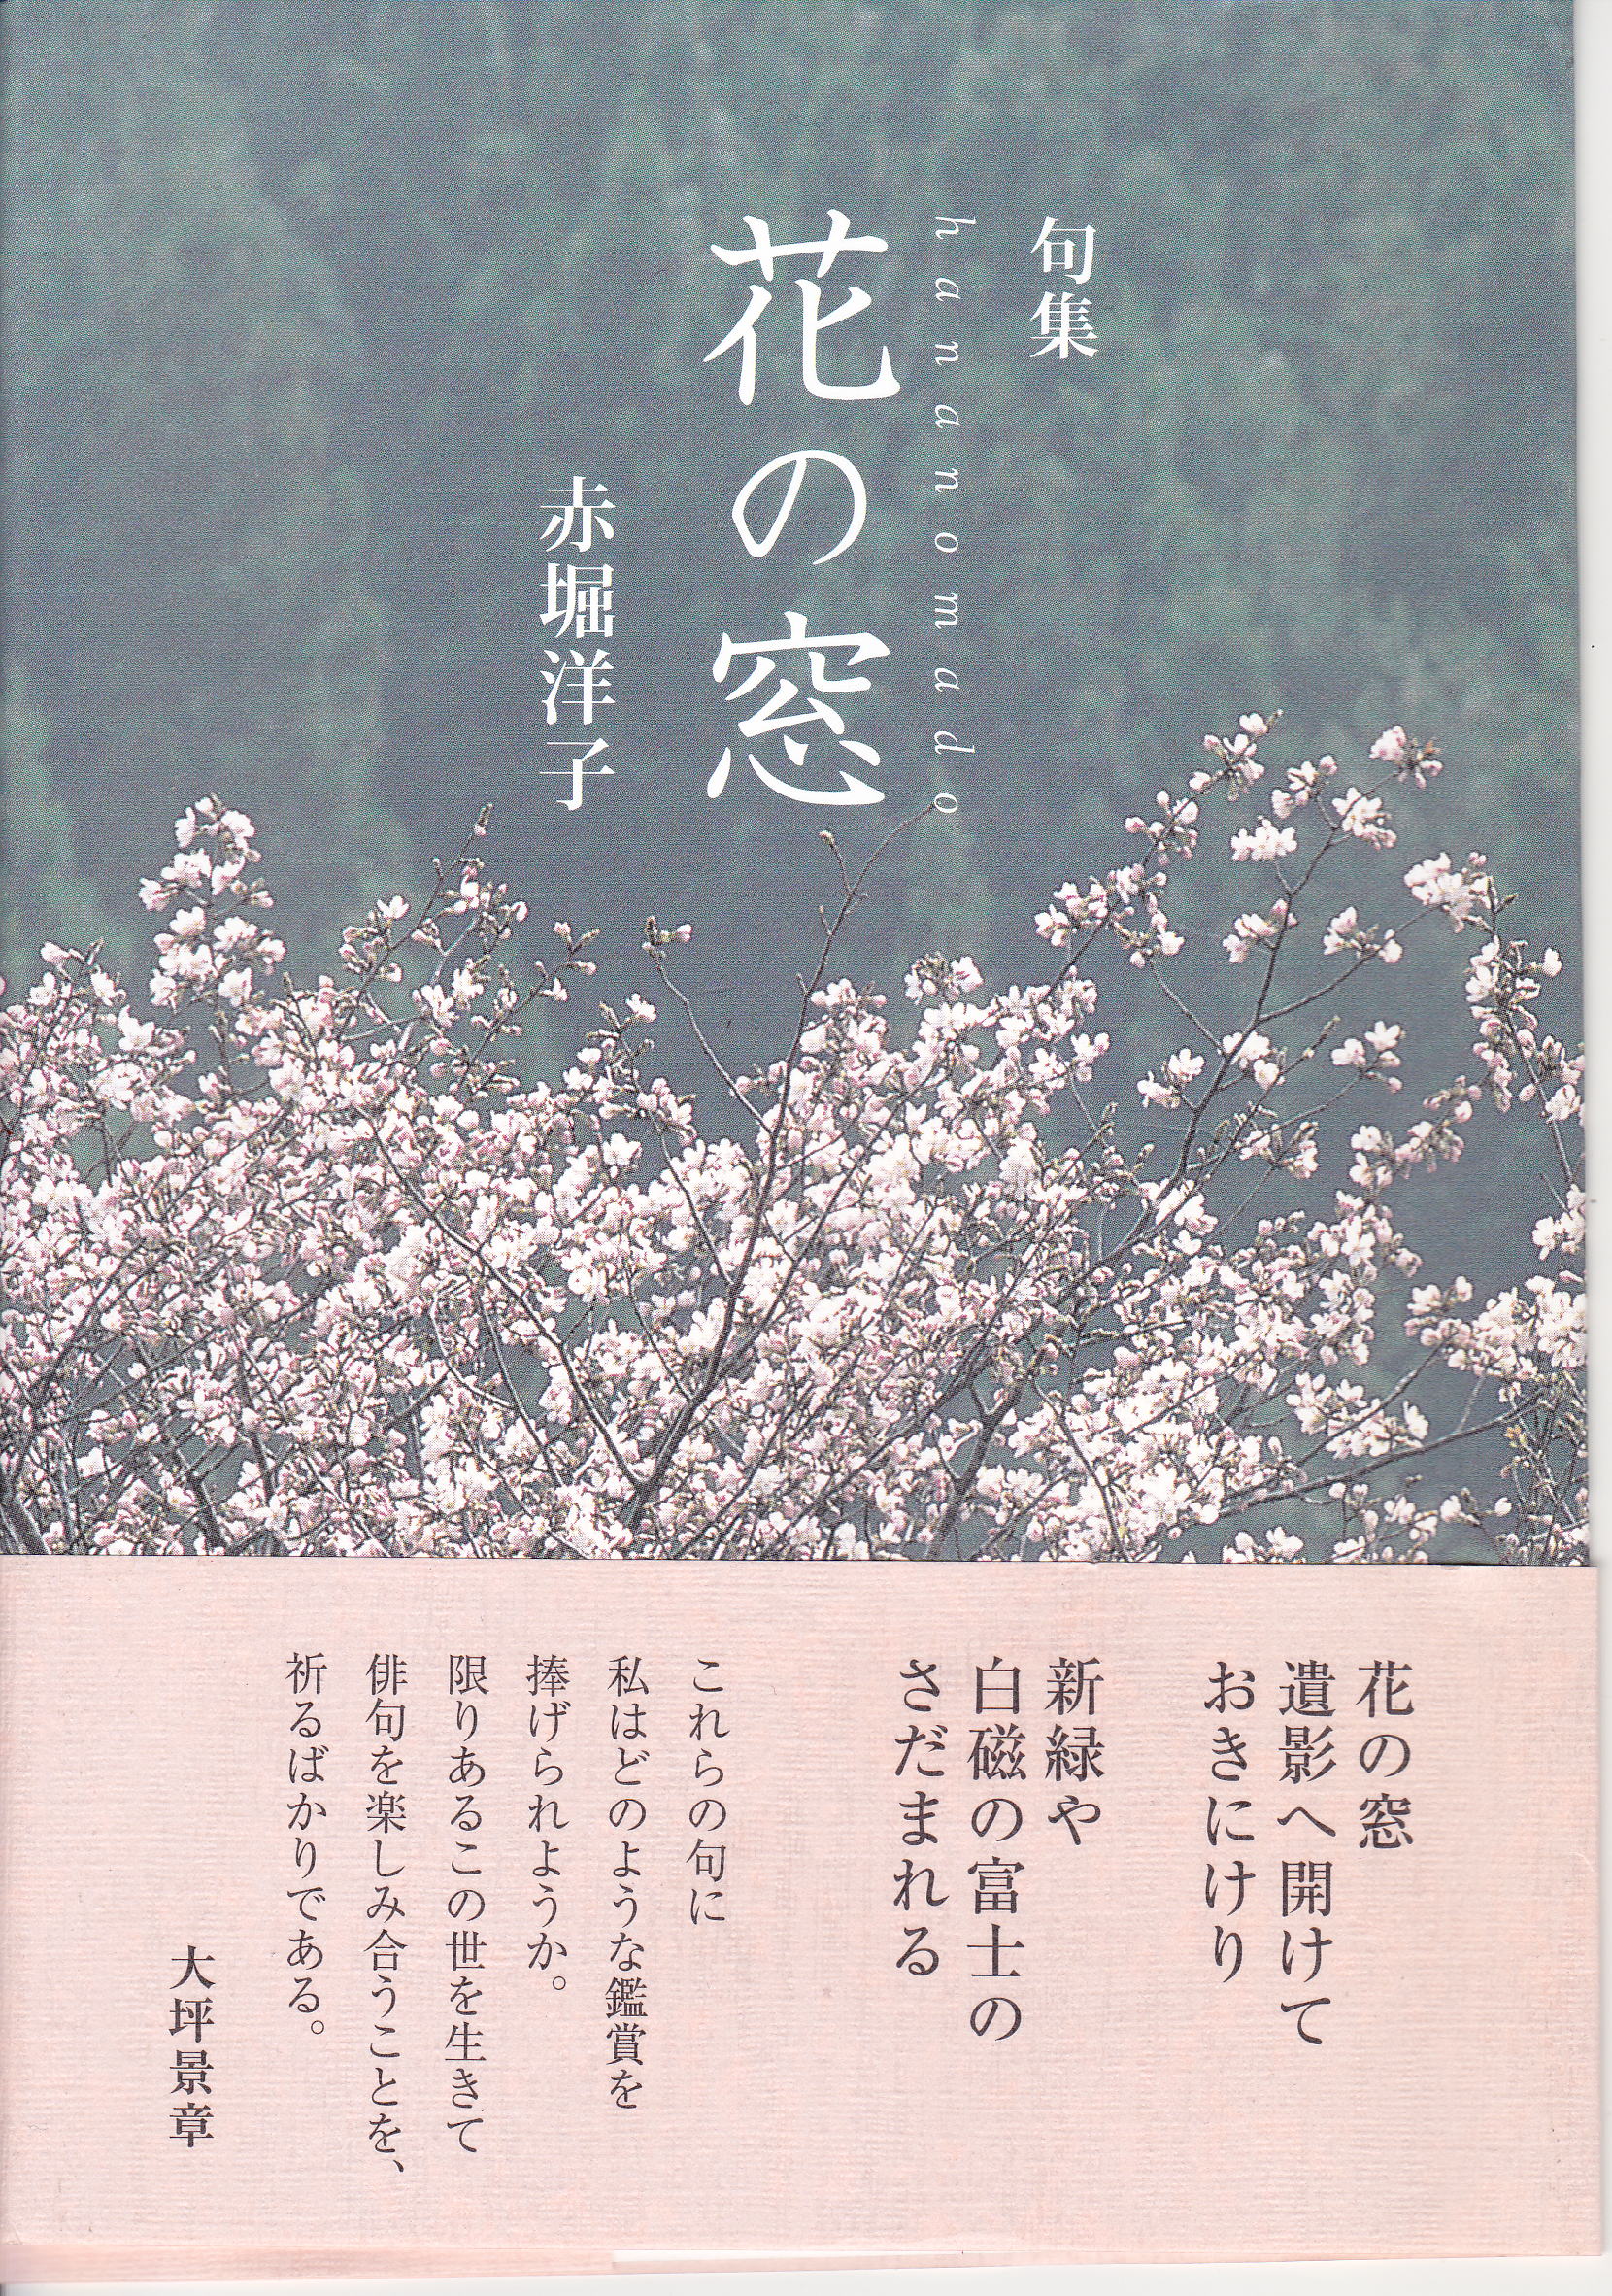 句集
hananomado
花の窓
赤堀洋子
花の窓
遺影へ開けて
おきにけり
新緑や
白磁の富士の
さだまれる
これらの句に
私はどのような鑑賞を
捧げられようか。
限りあるこの世を生きて
俳句を楽しみ合うことを、
祈るばかりである。
大坪景章